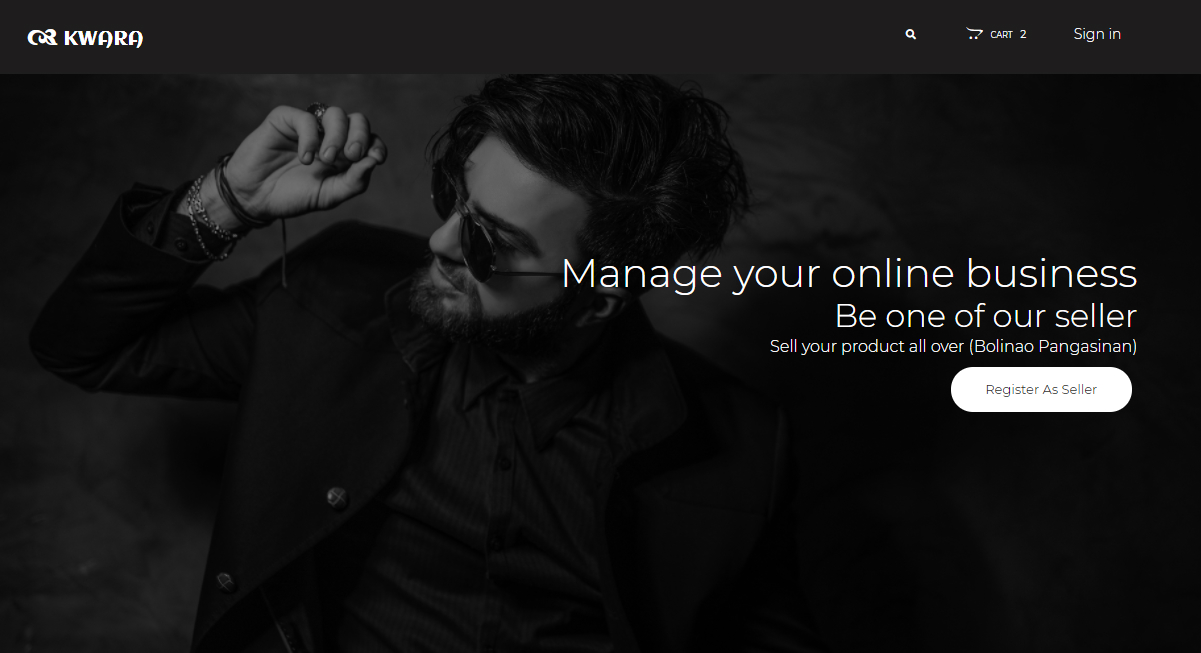 KWARA
CART 2
Sign in
Manage your online business
Be one of our seller
Sell your product all over (Bolinao Pangasinan)
Register As Seller